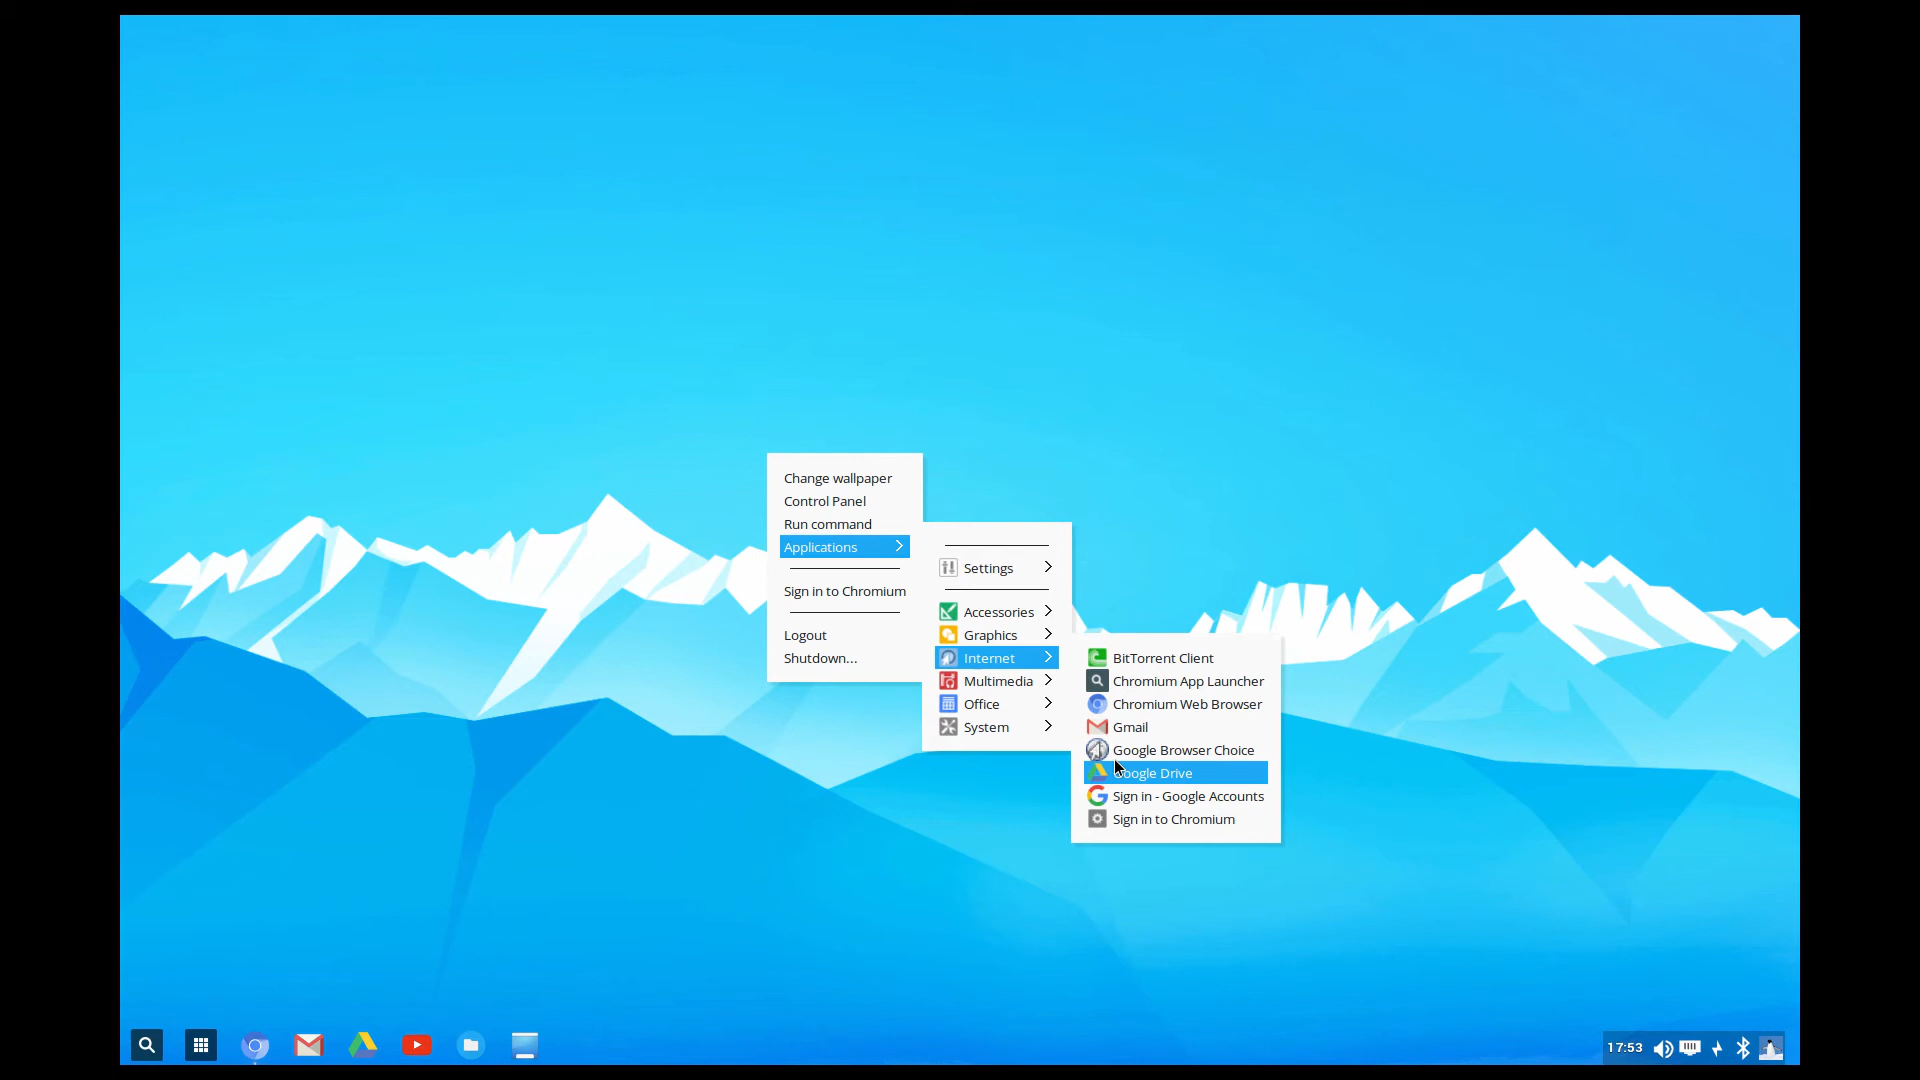 Change wallpaper
Control Panel
Run command
Applications
Sign in to Chromium
Logout
Shutdown...
Settings
Accessories
Graphics
Internet
Multimedia
Office
System
BitTorrent Client
Chromium App Launcher
Chromium Web Browser
Gmail
Google Browser Choice
Google Drive
Sign in - Google Accounts
Sign in to Chromium
17:53